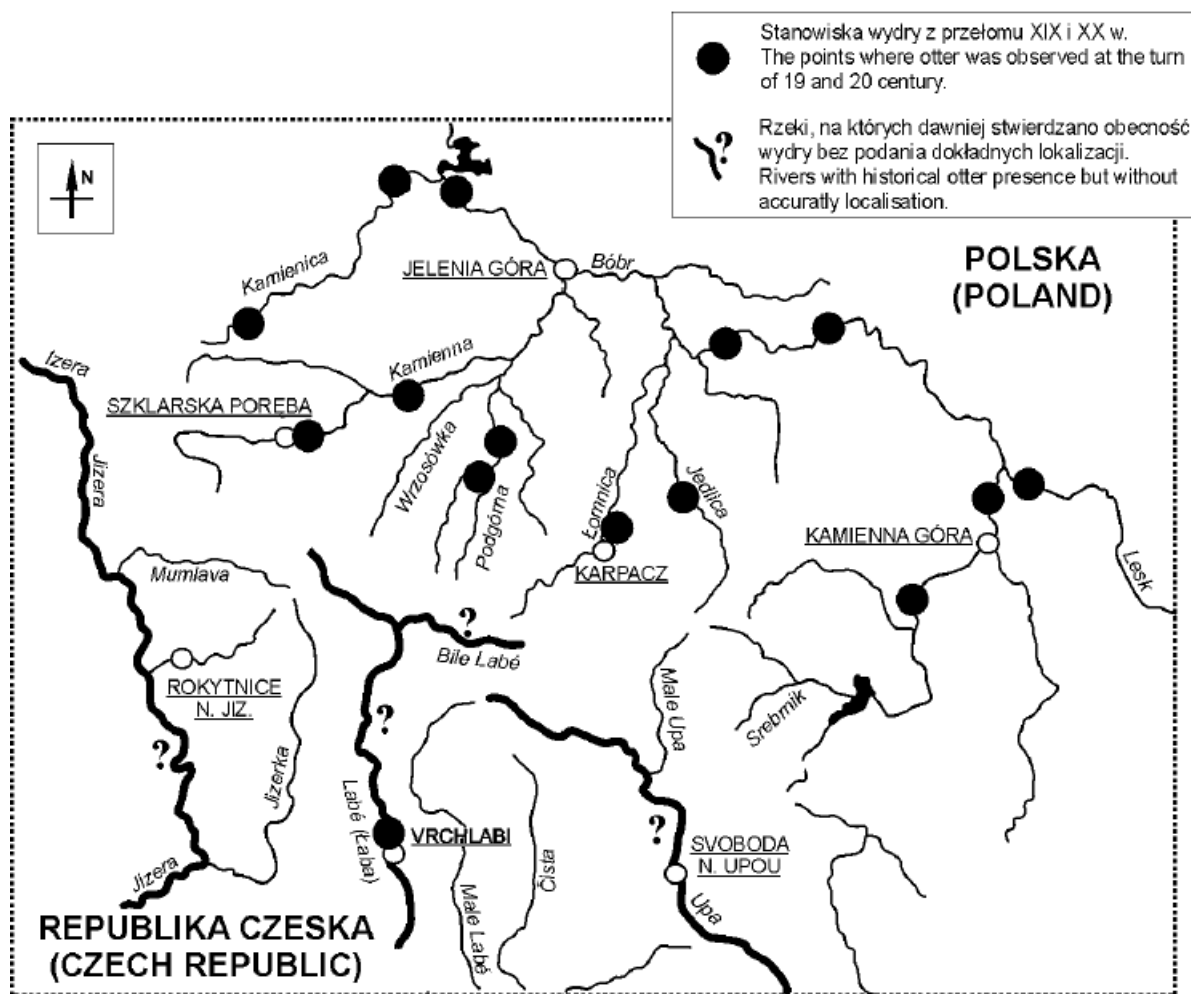 Stanowiska wydry z przełomu XIX i XX w.
The points where otter was observed at the turn
of 19 and 20 century.
Rzeki, na których dawniej stwierdzano obecność
wydry bez podania dokładnych lokalizacji.
Rivers with historical otter presence but without
accuratly localisation.
?
N
POLSKA
(POLAND)
Kamienica
JELENIA GÓRA
Bóbr
Izera
Kamienna
SZKLARSKA PORĘBA
Jizera
Wrzosówka
Podgórna
Łomnica
Jedlica
KAMIENNA GÓRA
KARPACZ
Lesk
Mumlava
?
Bile Labé
ROKYTNICE
N. JIZ.
Male Upa
Srebrnik
?
?
Jizerka
Labé (Łaba)
VRCHLABI
?
SVOBODA
N. UPOU
Čista
Male Labé
Upa
Jizera
REPUBLIKA CZESKA
(CZECH REPUBLIC)